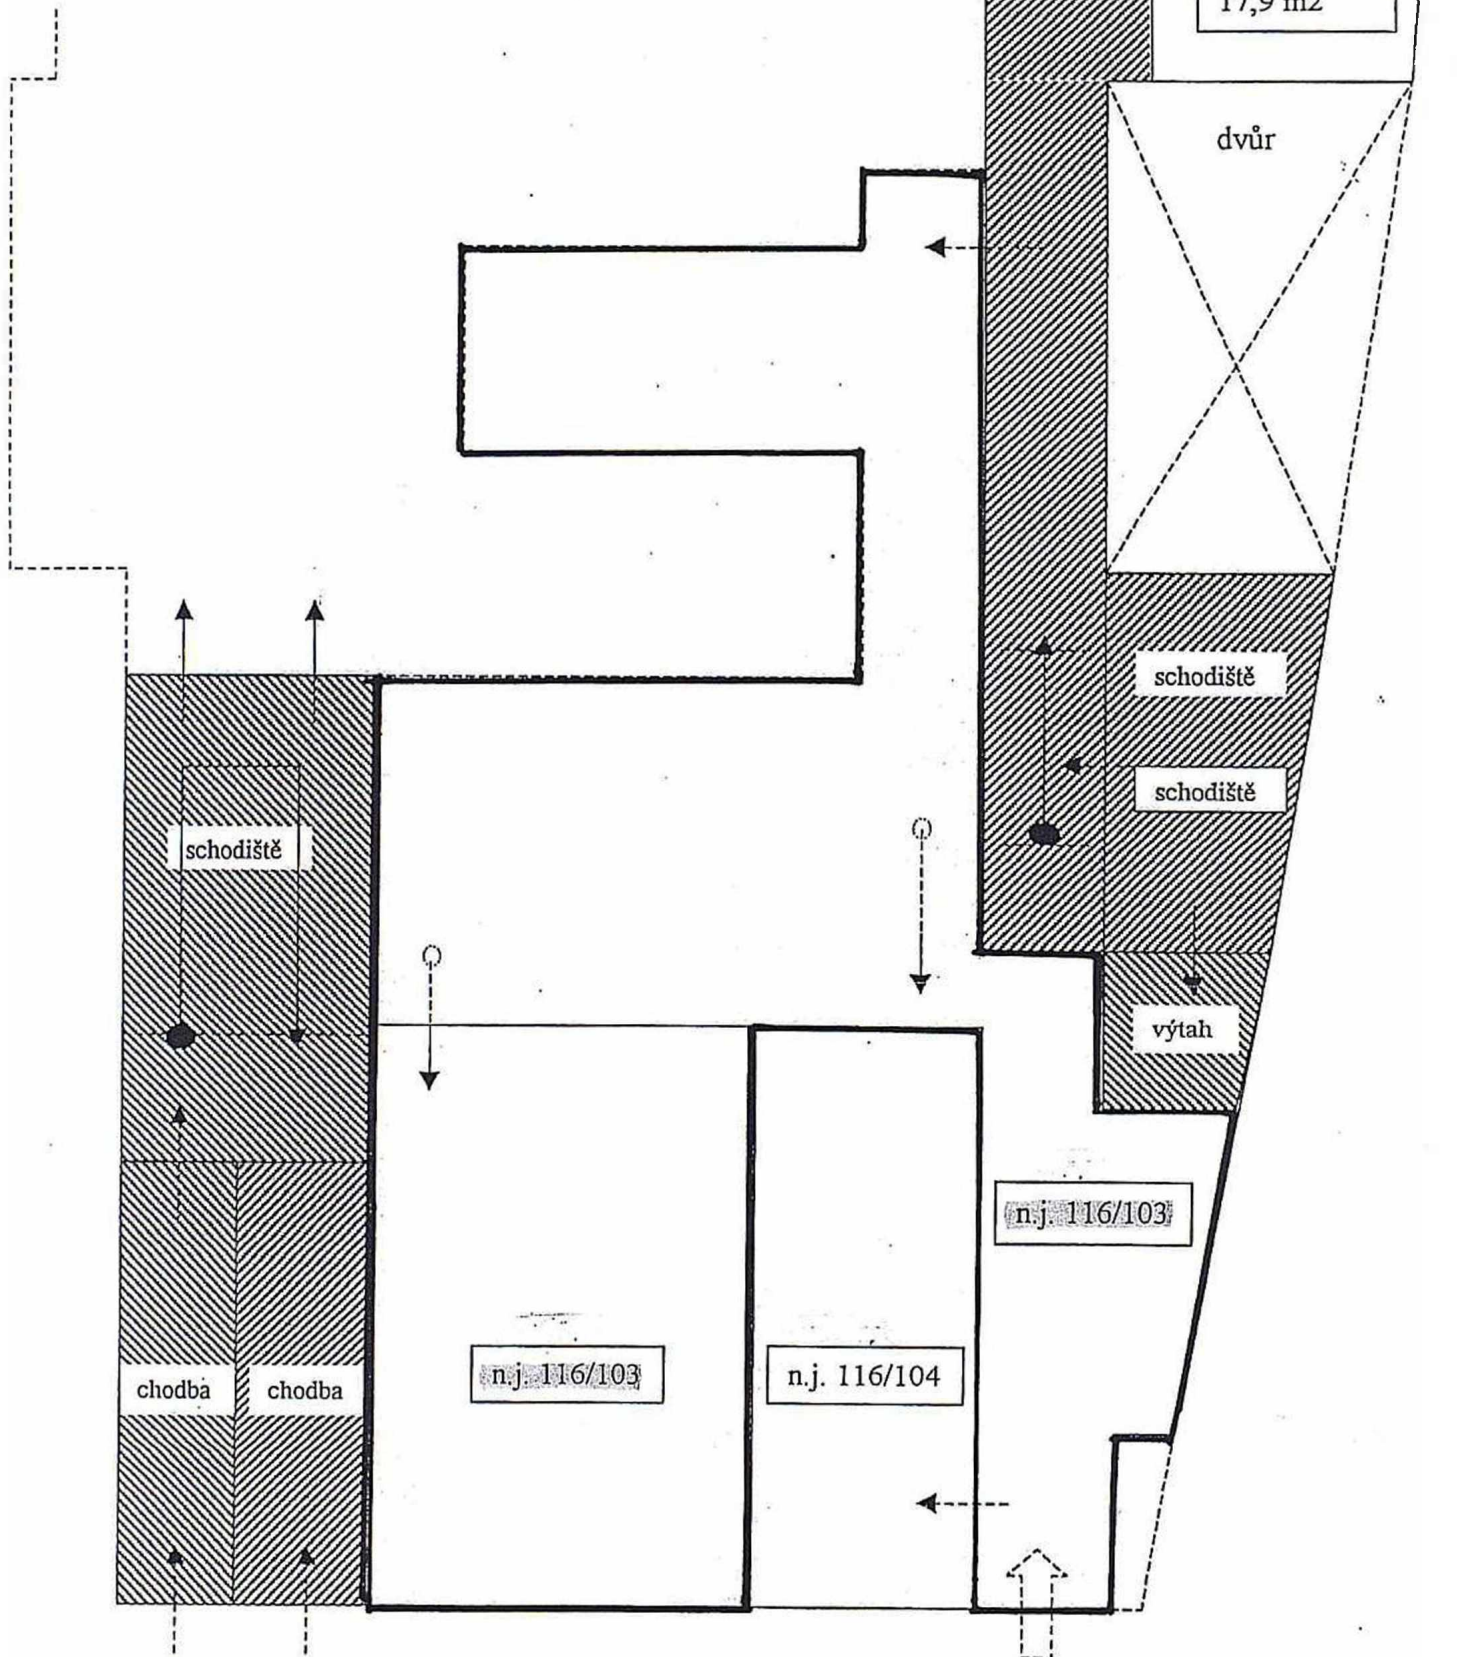 17,9 m2
dvůr
schodiště
schodiště
schodiště
výtah
n.j. 116/103
n.j. 116/103
n.j. 116/104
chodba
chodba